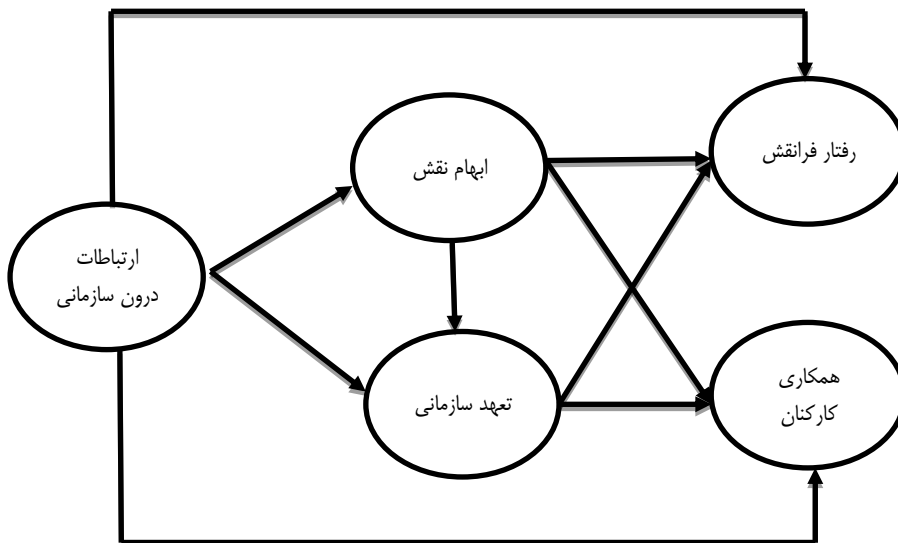 رفتار فرانقش
ابهام نقش
ارتباطات
درون سازمانی
تعهد سازمانی
همکاری
کارکنان